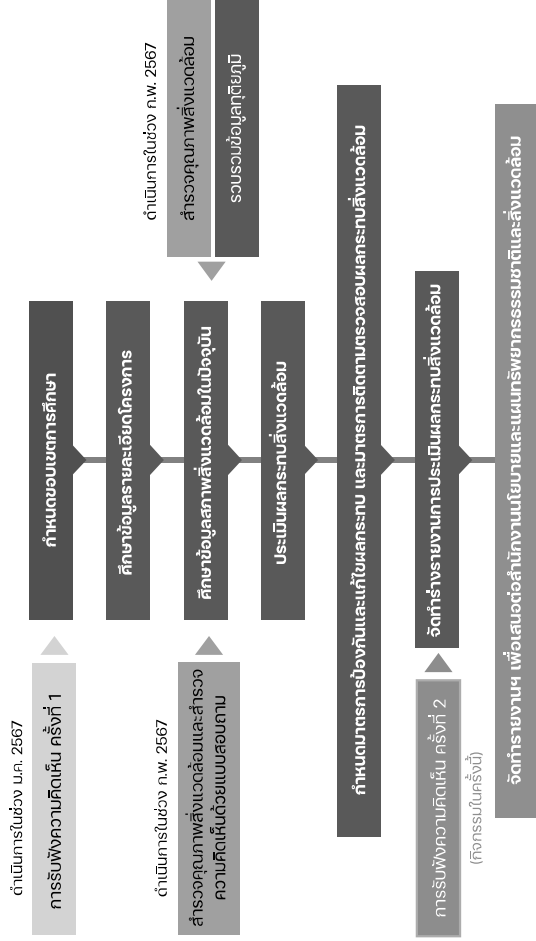 ดำเนินการในช่วง ม.ค. 2567
การรับฟังความคิดเห็น ครั้งที่ 1
กำหนดขอบเขตการศึกษา
ศึกษาข้อมูลรายละเอียดโครงการ
ดำเนินการในช่วง ก.พ. 2567
สำรวจคุณภาพสิ่งแวดล้อมและสำรวจ
ความคิดเห็นด้วยแบบสอบถาม
ศึกษาข้อมูลสภาพสิ่งแวดล้อมในปัจจุบัน
ดำเนินการในช่วง ก.พ. 2567
สำรวจคุณภาพสิ่งแวดล้อม
รวบรวมข้อมูลทุติยภูมิ
ประเมินผลกระทบสิ่งแวดล้อม
กำหนดมาตรการป้องกันและแก้ไขผลกระทบ และมาตรการติดตามตรวจสอบผลกระทบสิ่งแวดล้อม
การรับฟังความคิดเห็น ครั้งที่ 2
(กิจกรรมในครั้งนี้)
จัดทำร่างรายงานการประเมินผลกระทบสิ่งแวดล้อม
จัดทำรายงานฯ เพื่อเสนอต่อสำนักงานนโยบายและแผนทรัพยากรธรรมชาติและสิ่งแวดล้อม